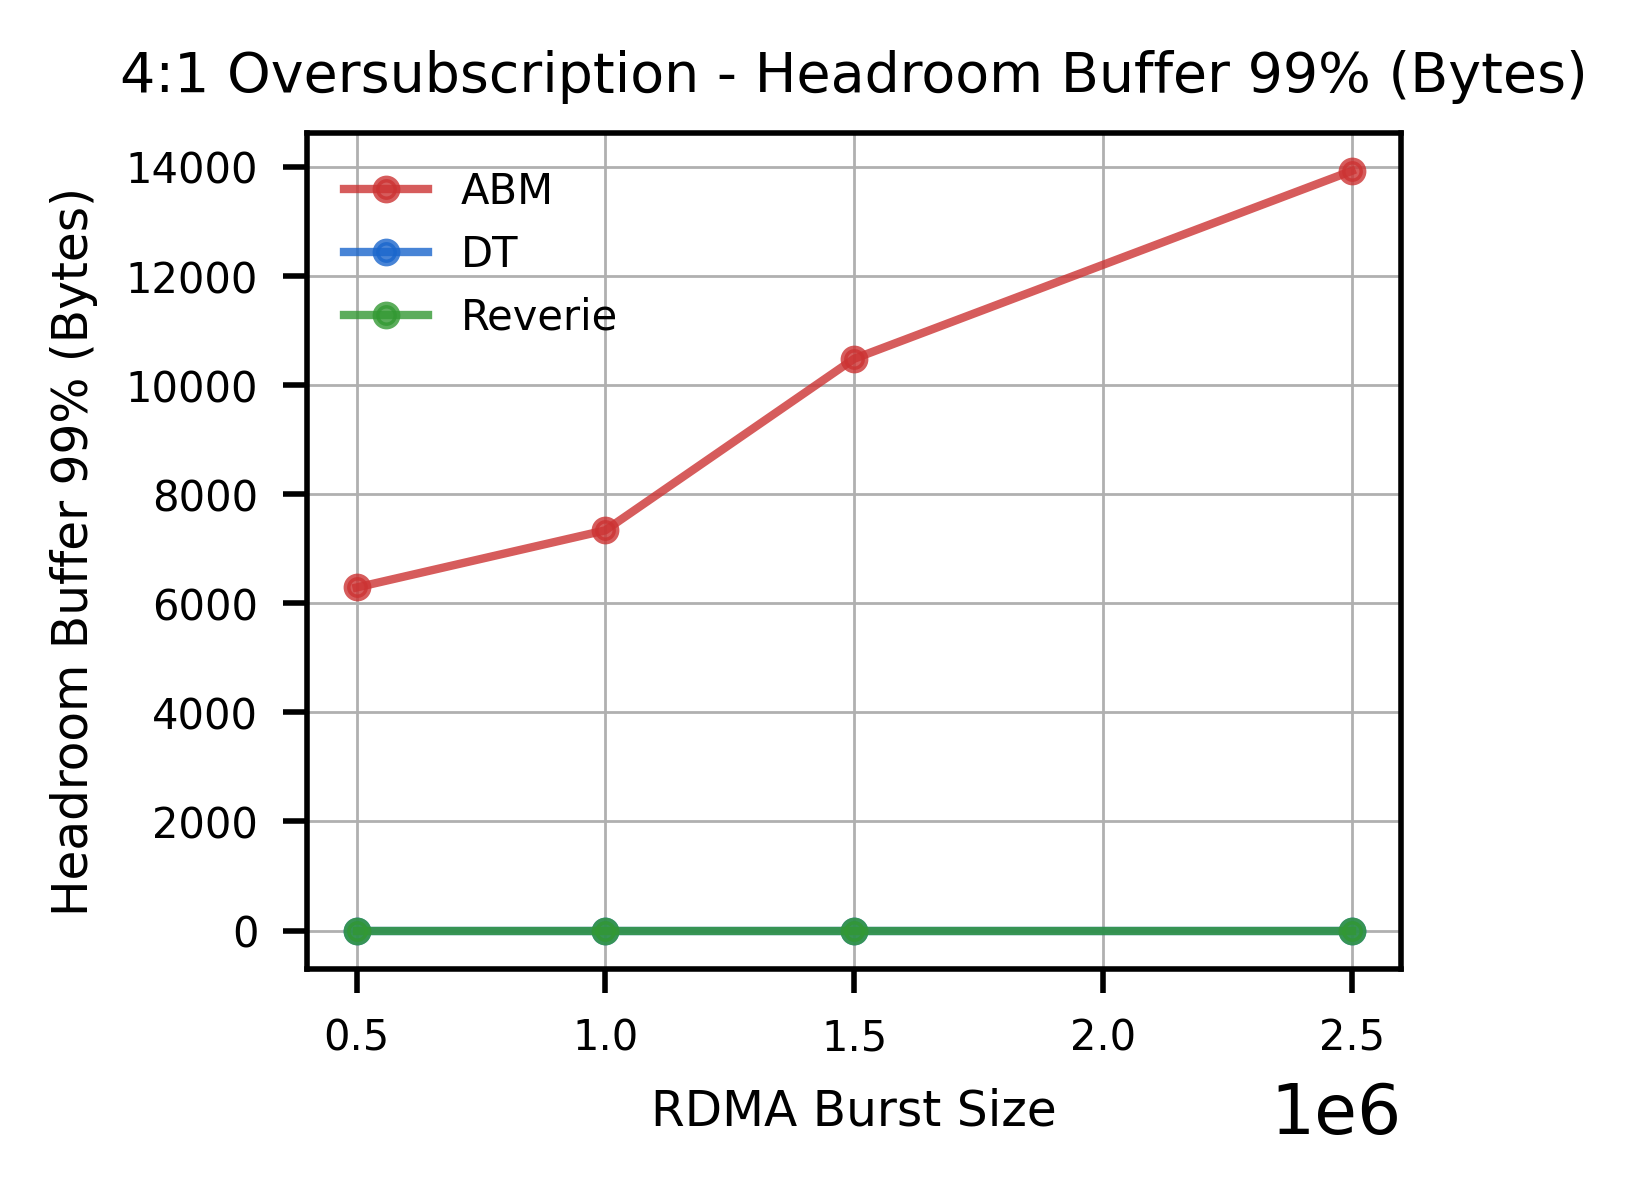 4:1 Oversubscription - Headroom Buffer 99% (Bytes)
Headroom Buffer 99% (Bytes)
14000
12000
10000
8000
6000
4000
2000
0
ABM
DT
Reverie
0.5 1.0 1.5 2.0 2.5
RDMA Burst Size
1e6